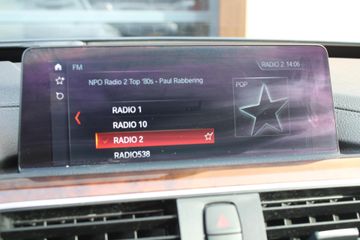 FM
RADIO 2 14:06
NPO Radio 2 Top '80s - Paul Rabbering
POP
RADIO 1
RADIO 10
RADIO 2
RADIO538